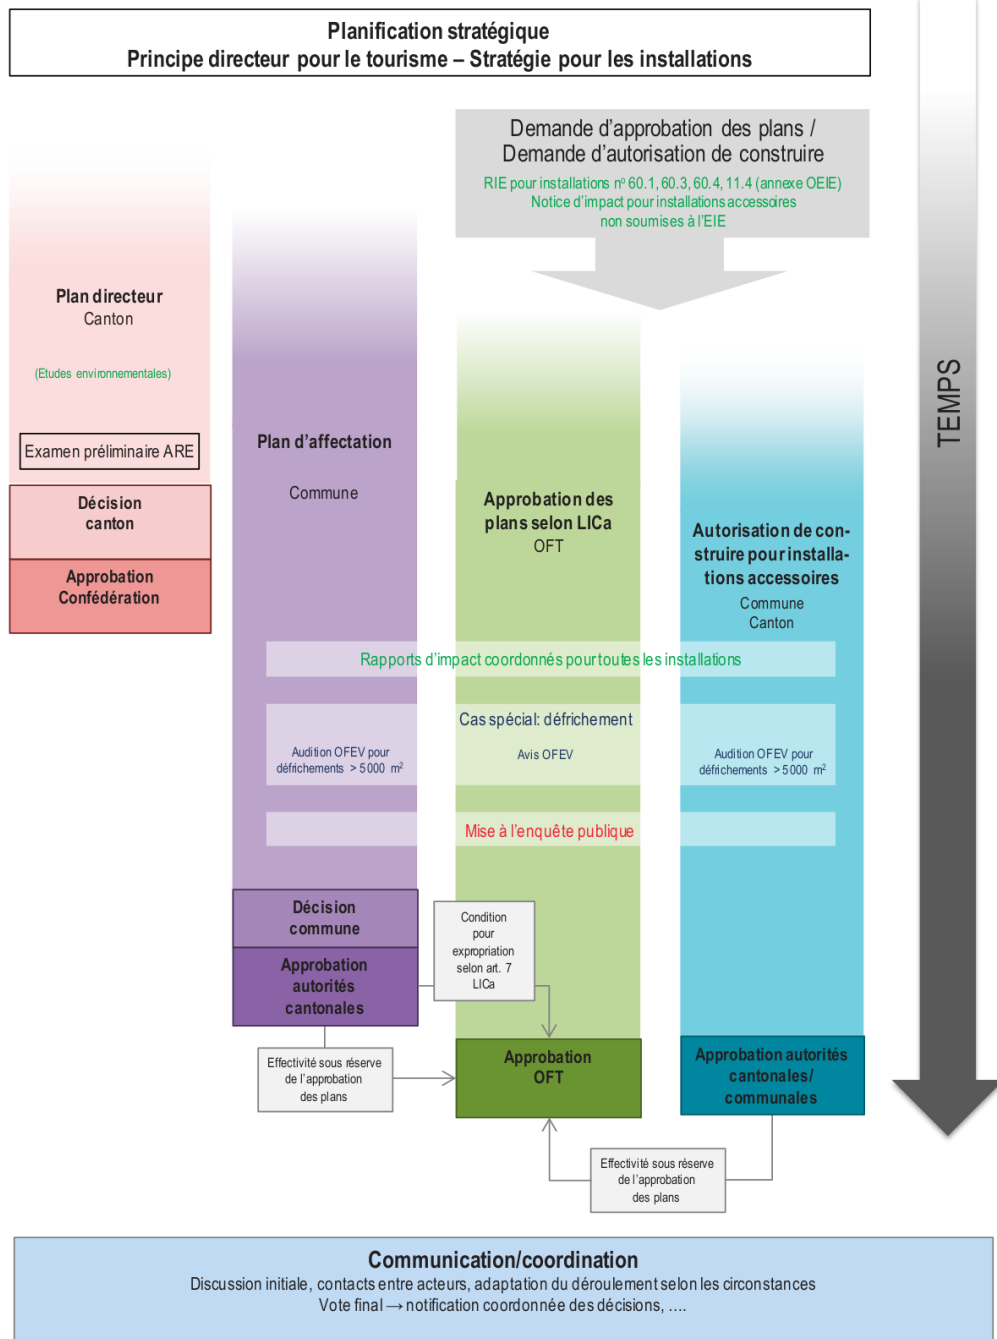 Planification stratégique
Principe directeur pour le tourisme – Stratégie pour les installations
Demande d'approbation des plans /
Demande d'autorisation de construire
RIE pour installations nº 60.1, 60.3, 60.4, 11.4 (annexe OEIE)
Notice d'impact pour installations accessoires
non soumises à l'EIE
TEMPS
Plan directeur
Canton
(Etudes environnementales)
Examen préliminaire ARE
Décision
canton
Approbation
Confédération
Plan d'affectation
Commune
Approbation des
plans selon LICa
OFT
Autorisation de con-
struire pour installa-
tions accessoires
Commune
Canton
Rapports d'impact coordonnés pour toutes les installations
Cas spécial: défrichement
Audition OFEV pour
défrichements > 5 000 m²
Avis OFEV
Audition OFEV pour
défrichements > 5 000 m²
Mise à l'enquête publique
Décision
commune
Approbation
autorités
cantonales
Condition
pour
expropriation
selon art. 7
LICa
Effectivité sous réserve
de l'approbation
des plans
Approbation
OFT
Approbation autorités
cantonales/
communales
Effectivité sous réserve
de l'approbation
des plans
Communication/coordination
Discussion initiale, contacts entre acteurs, adaptation du déroulement selon les circonstances
Vote final → notification coordonnée des décisions, ....